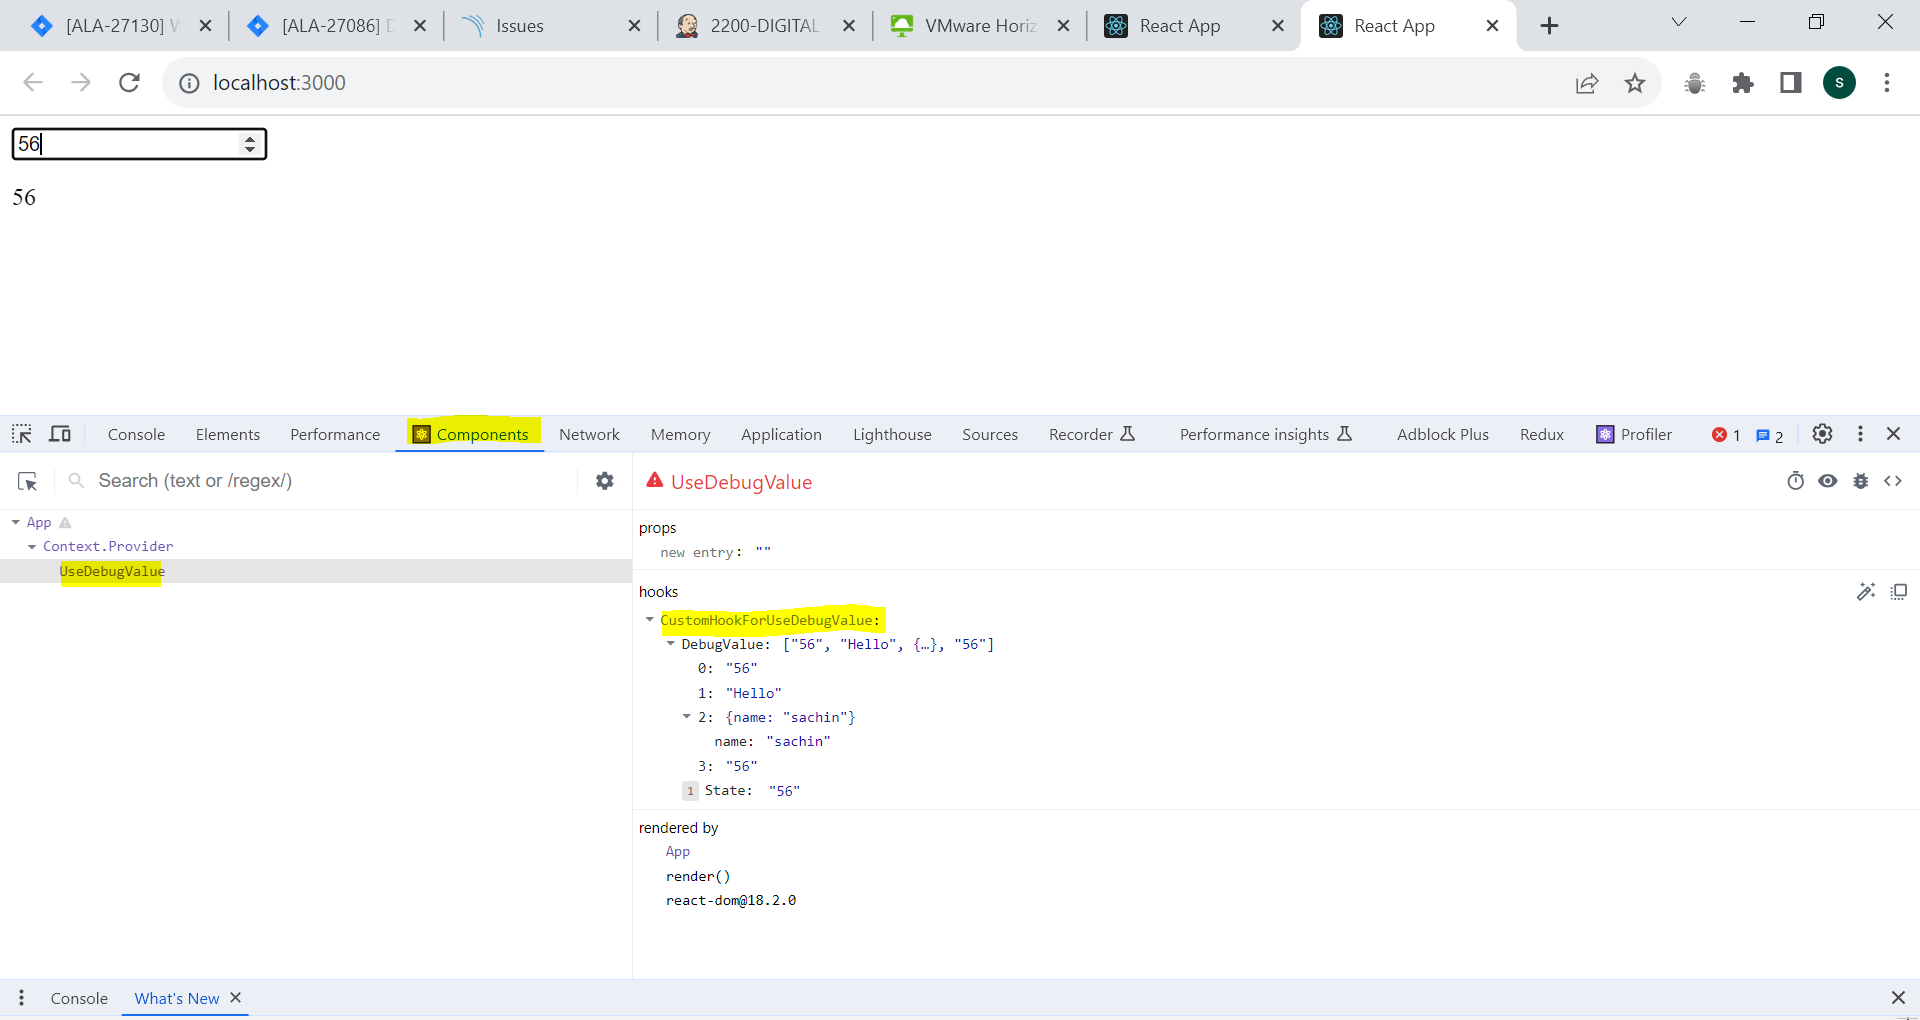 [ALA-27130] W
[ALA-27086] D
Issues
2200-DIGITAL
VMware Horiz
React App
React App
localhost:3000
S
56
56
Console Elements Performance Components Network Memory Application Lighthouse Sources Recorder Performance insights Adblock Plus Redux Profiler 1 2
Search (text or /regex/)
UseDebugValue
App
Context.Provider
UseDebugValue
props
new entry: ""
hooks
CustomHookForUseDebugValue:
DebugValue: ["56", "Hello", {…}, "56"]
0: "56"
1: "Hello"
2: {name: "sachin"}
name: "sachin"
3: "56"
1 State: "56"
rendered by
App
render()
react-dom@18.2.0
Console What's New